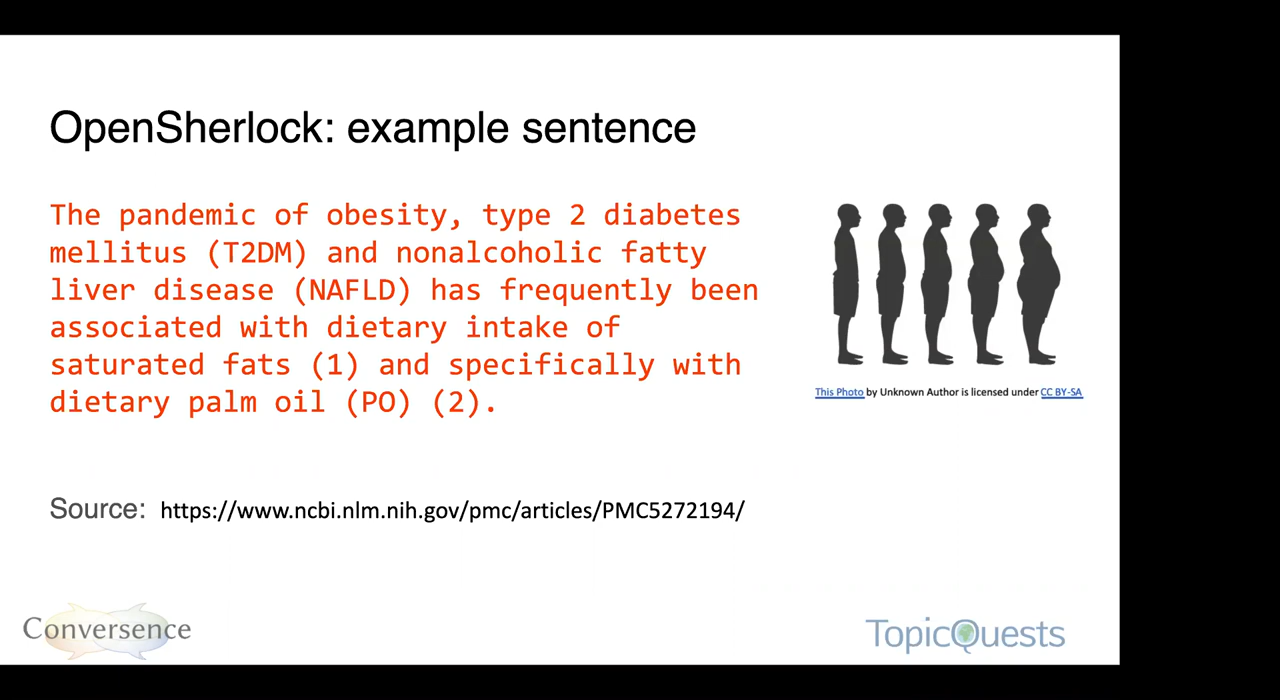 OpenSherlock: example sentence
The pandemic of obesity, type 2 diabetes
mellitus (T2DM) and nonalcoholic fatty
liver disease (NAFLD) has frequently been
associated with dietary intake of
saturated fats (1) and specifically with
dietary palm oil (PO) (2).
This Photo by Unknown Author is licensed under CC BY-SA
Source: https://www.ncbi.nlm.nih.gov/pmc/articles/PMC5272194/
Conversence
TopicQuests